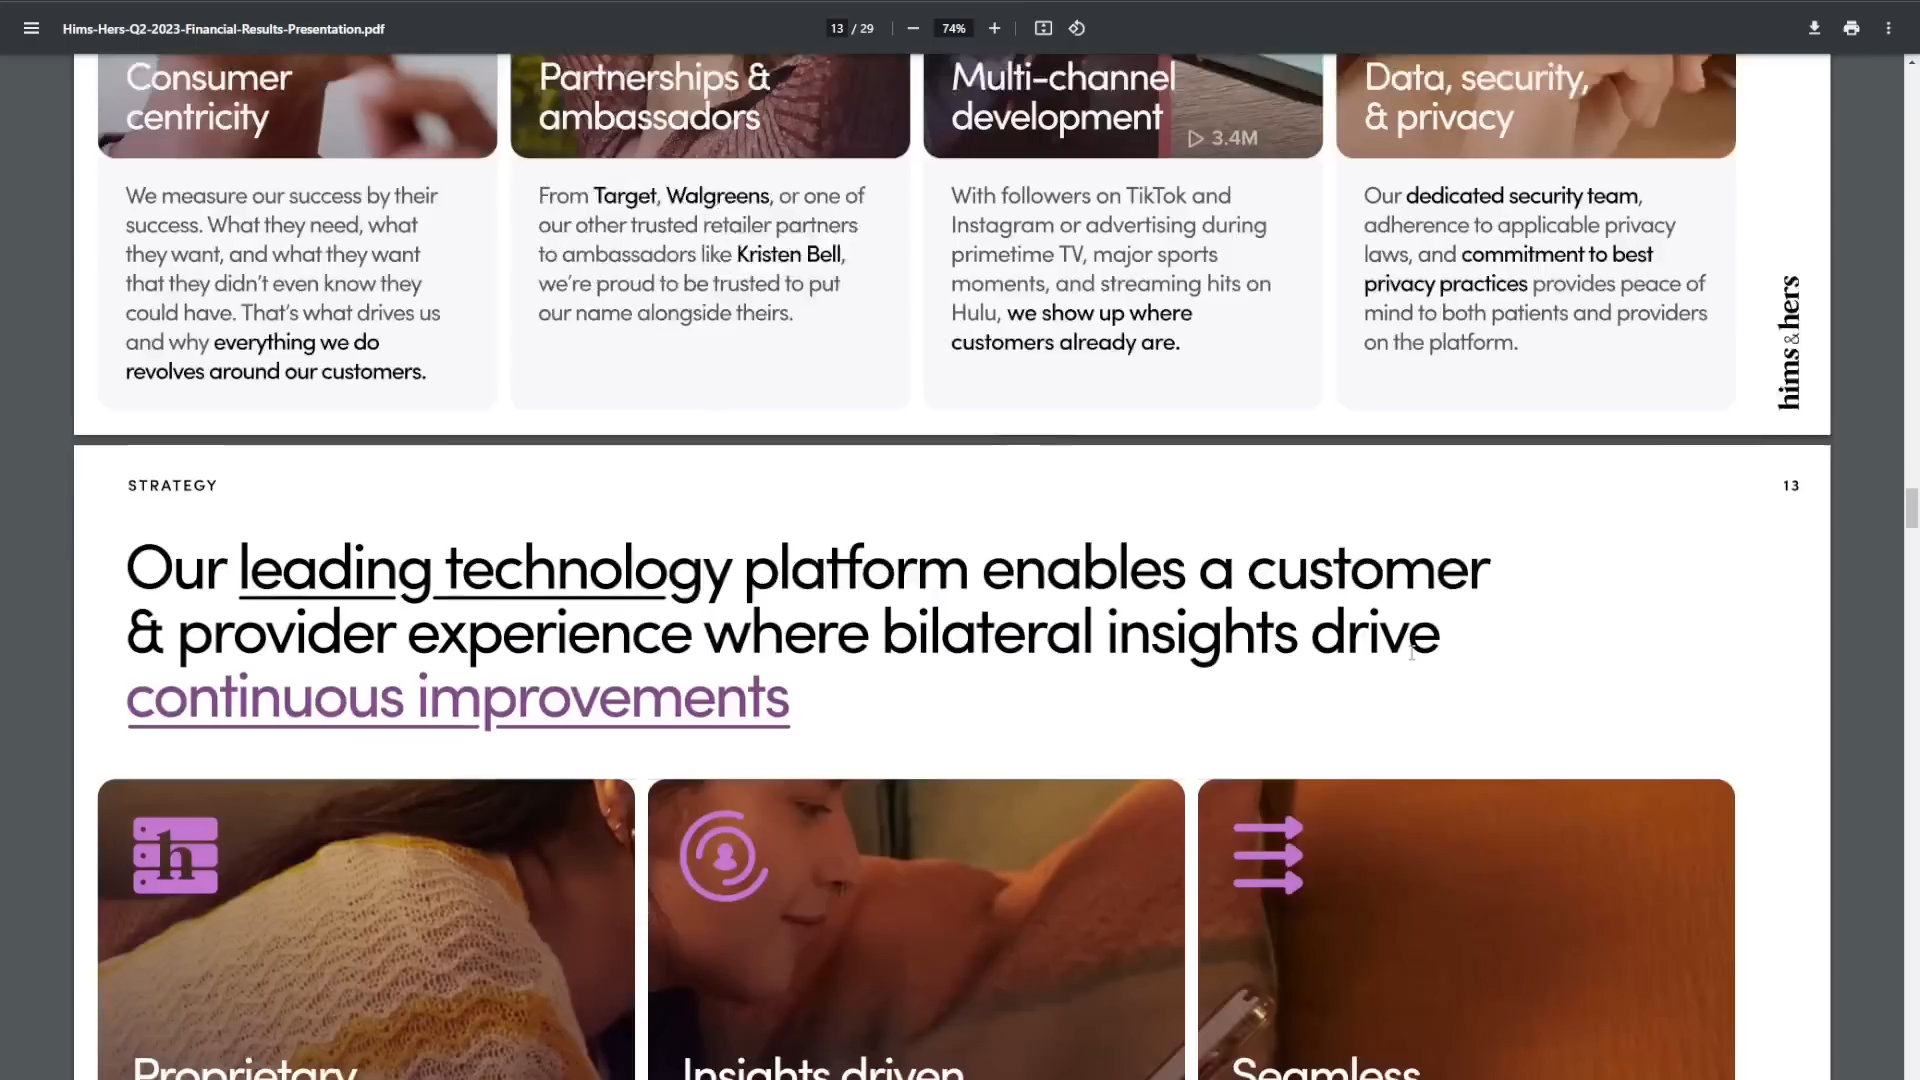 Hims-Hers-Q2-2023-Financial-Results-Presentation.pdf
13 / 29
74%
Consumer
centricity
We measure our success by their
success. What they need, what
they want, and what they want
that they didn't even know they
could have. That's what drives us
and why everything we do
revolves around our customers.
Partnerships &
ambassadors
From Target, Walgreens, or one of
our other trusted retailer partners
to ambassadors like Kristen Bell,
we're proud to be trusted to put
our name alongside theirs.
Multi-channel
development
3.4M
With followers on TikTok and
Instagram or advertising during
primetime TV, major sports
moments, and streaming hits on
Hulu, we show up where
customers already are.
Data, security,
& privacy
Our dedicated security team,
adherence to applicable privacy
laws, and commitment to best
privacy practices provides peace of
mind to both patients and providers
on the platform.
hims & hers
STRATEGY
13
Our leading technology platform enables a customer
& provider experience where bilateral insights drive
continuous improvements
h
Proprietary
Insights driven
Seamless